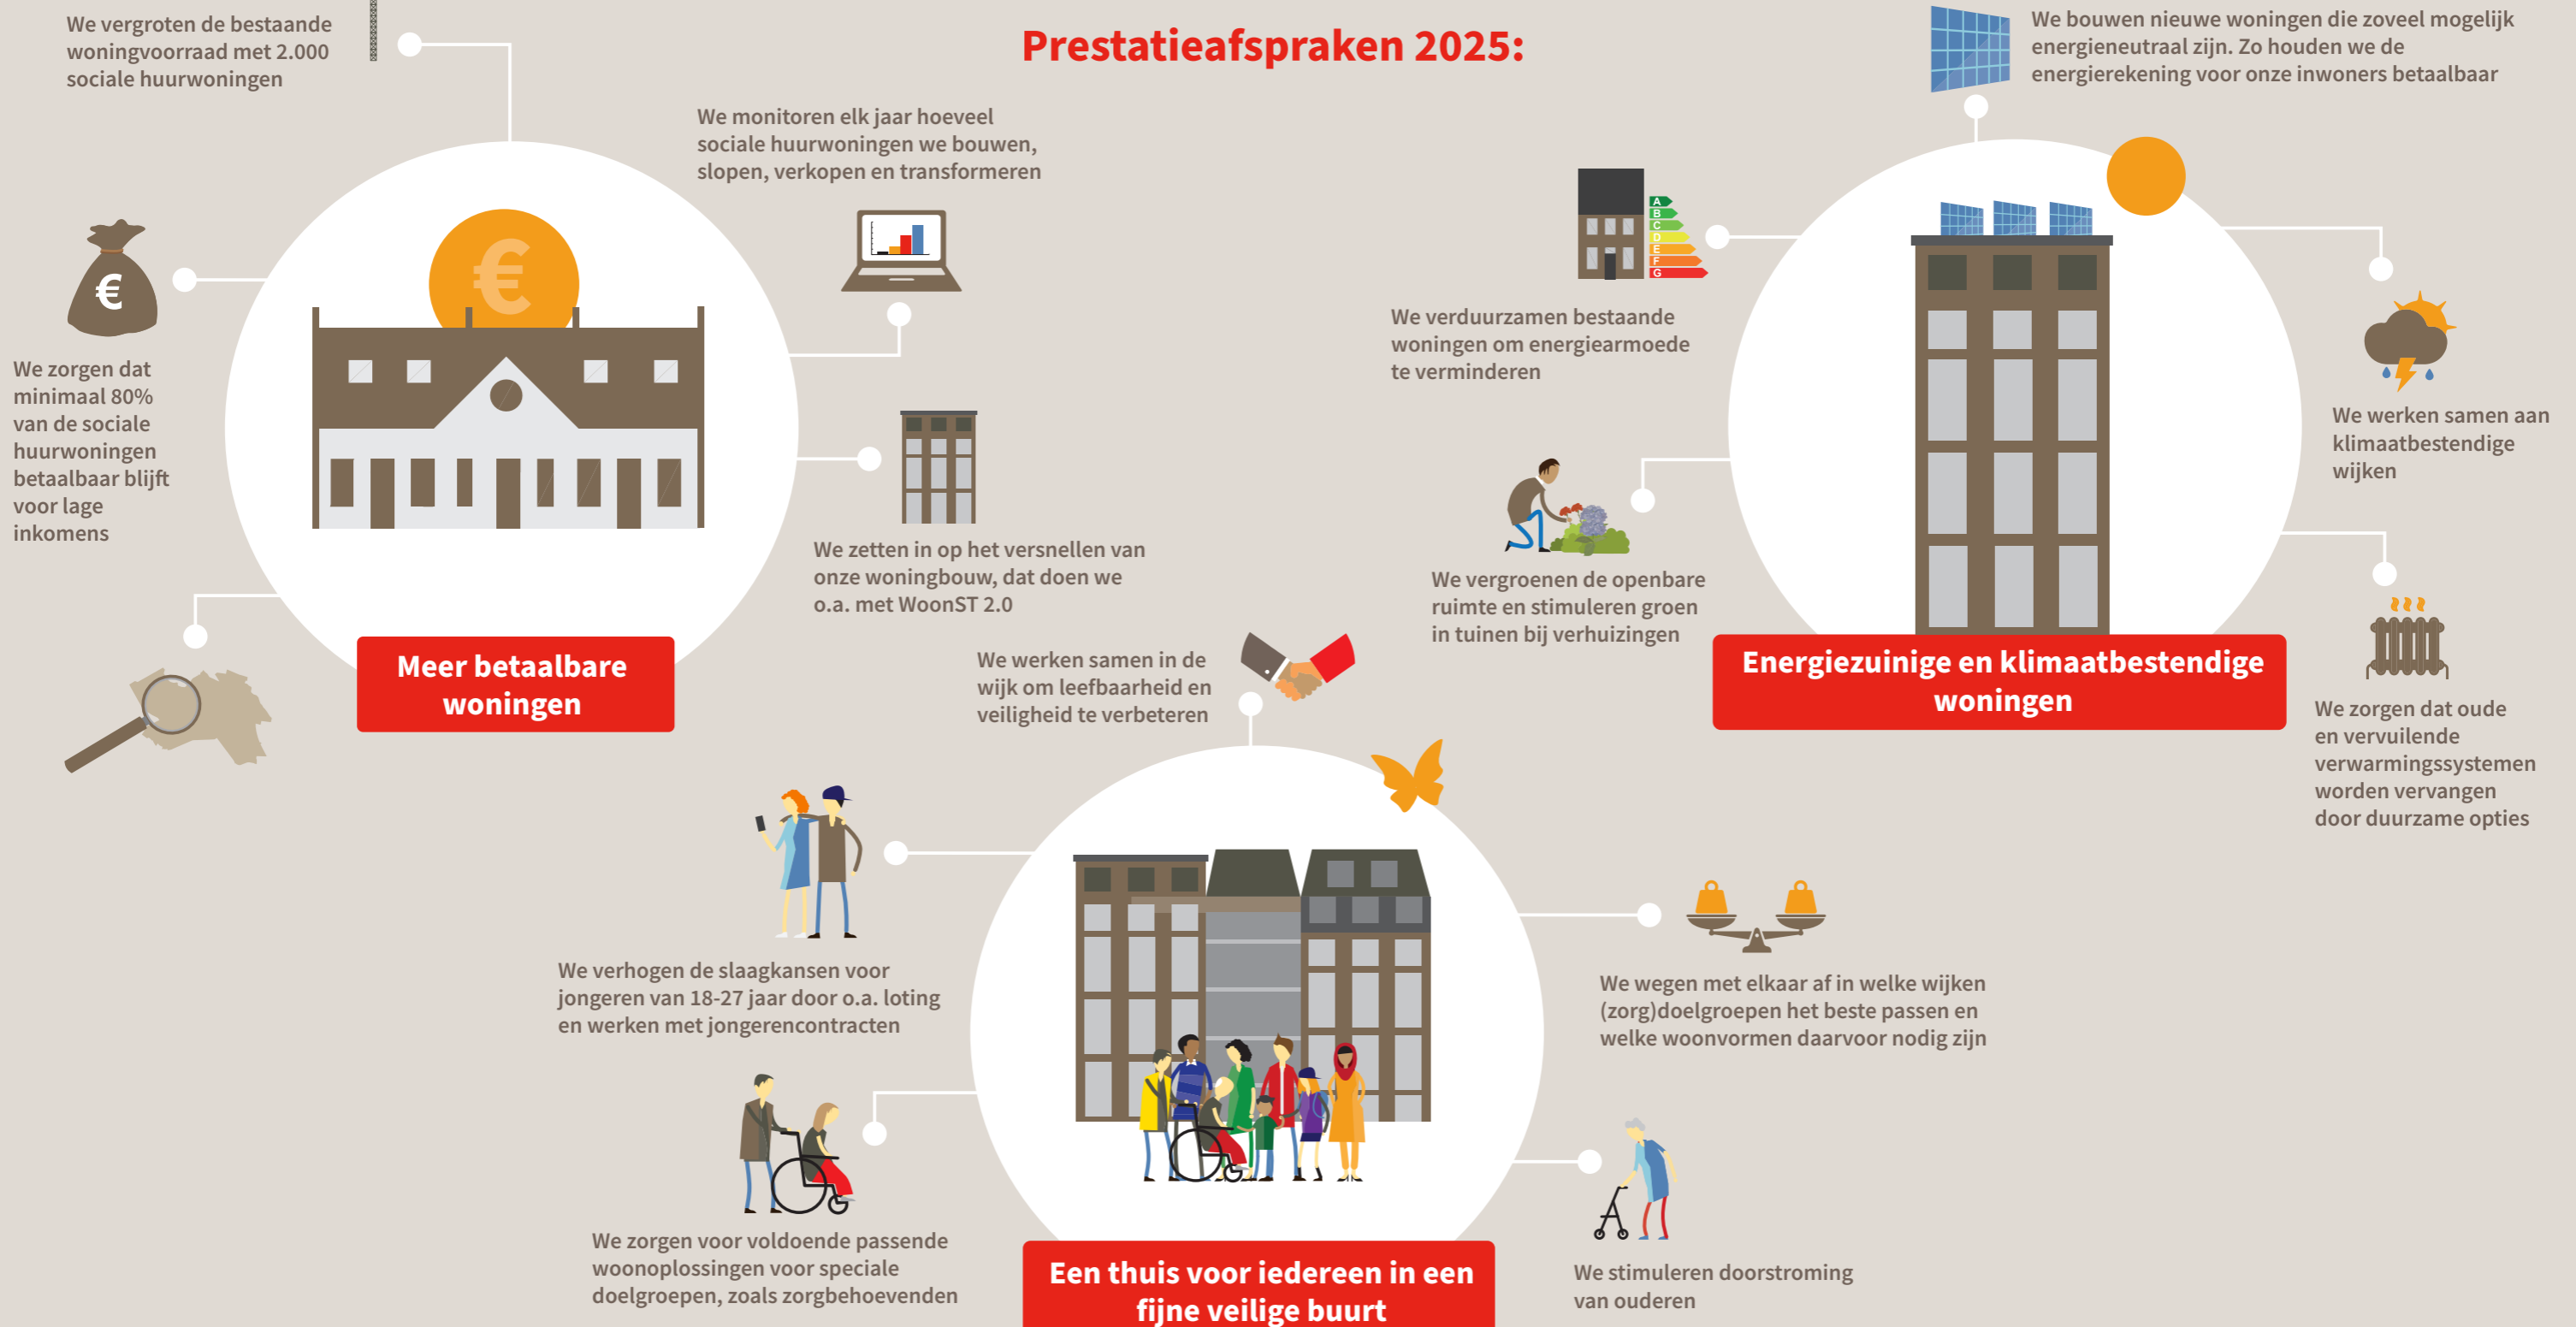 Prestatieafspraken 2025:
We vergroten de bestaande
woningvoorraad met 2.000
sociale huurwoningen
We monitoren elk jaar hoeveel
sociale huurwoningen we bouwen,
slopen, verkopen en transformeren
€
€
We zorgen dat
minimaal 80%
van de sociale
huurwoningen
betaalbaar blijft
voor lage
inkomens
We zetten in op het versnellen van
onze woningbouw, dat doen we
o.a. met WoonST 2.0
Meer betaalbare
woningen
We bouwen nieuwe woningen die zoveel mogelijk
energieneutraal zijn. Zo houden we de
energierekening voor onze inwoners betaalbaar
A
B
C
D
E
F
G
We verduurzamen bestaande
woningen om energiearmoede
te verminderen
We werken samen aan
klimaatbestendige
wijken
We vergroenen de openbare
ruimte en stimuleren groen
in tuinen bij verhuizingen
Energiezuinige en klimaatbestendige
woningen
We zorgen dat oude
en vervuilende
verwarmingssystemen
worden vervangen
door duurzame opties
We werken samen in de
wijk om leefbaarheid en
veiligheid te verbeteren
We verhogen de slaagkansen voor
jongeren van 18-27 jaar door o.a. loting
en werken met jongerencontracten
We wegen met elkaar af in welke wijken
(zorg)doelgroepen het beste passen en
welke woonvormen daarvoor nodig zijn
We zorgen voor voldoende passende
woonoplossingen voor speciale
doelgroepen, zoals zorgbehoevenden
We stimuleren doorstroming
van ouderen
Een thuis voor iedereen in een
fijne veilige buurt